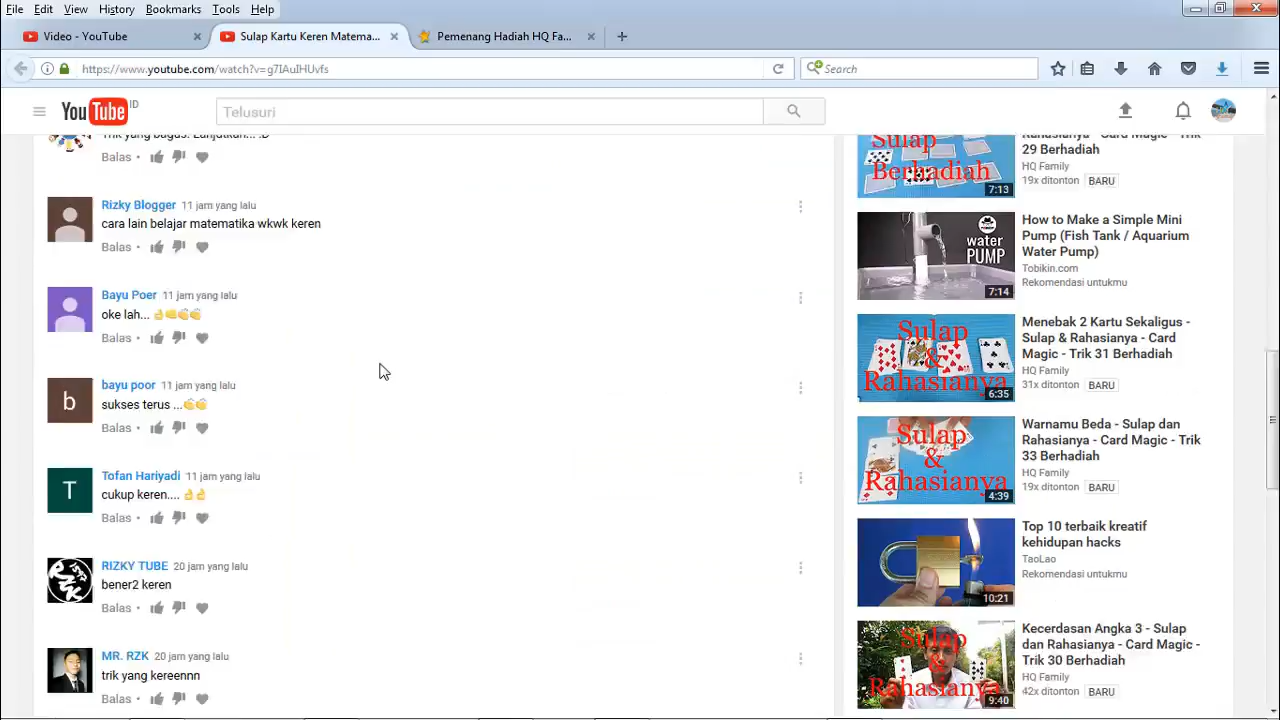 File Edit View History Bookmarks Tools Help
Video - YouTube
Sulap Kartu Keren Matema...
Pemenang Hadiah HQ Fa...
https://www.youtube.com/watch?v=g7IAuIHUvfs
Search
YouTube ID
Telusuri
Trik yang bagus. Lanjutkan... :D
Balas
Rizky Blogger 11 jam yang lalu
cara lain belajar matematika wkwk keren
Balas
Bayu Poer 11 jam yang lalu
oke lah...
Balas
b
bayu poor 11 jam yang lalu
sukses terus ...
Balas
T
Tofan Hariyadi 11 jam yang lalu
cukup keren....
Balas
RIZKY TUBE 20 jam yang lalu
bener2 keren
Balas
MR. RZK 20 jam yang lalu
trik yang kereennn
Balas
Sulap
Berhadiah
7:13
Rahasianya - Card Magic - Trik
29 Berhadiah
HQ Family
19x ditonton BARU
water
PUMP
7:14
How to Make a Simple Mini
Pump (Fish Tank / Aquarium
Water Pump)
Tobikin.com
Rekomendasi untukmu
Sulap
&
Rahasianya
6:35
Menebak 2 Kartu Sekaligus -
Sulap & Rahasianya - Card
Magic - Trik 31 Berhadiah
HQ Family
31x ditonton BARU
Sulap
&
Rahasianya
4:39
Warnamu Beda - Sulap dan
Rahasianya - Card Magic - Trik
33 Berhadiah
HQ Family
19x ditonton BARU
10:21
Top 10 terbaik kreatif
kehidupan hacks
TaoLao
Rekomendasi untukmu
Sulap
&
Rahasianya
9:40
Kecerdasan Angka 3 - Sulap
dan Rahasianya - Card Magic -
Trik 30 Berhadiah
HQ Family
42x ditonton BARU